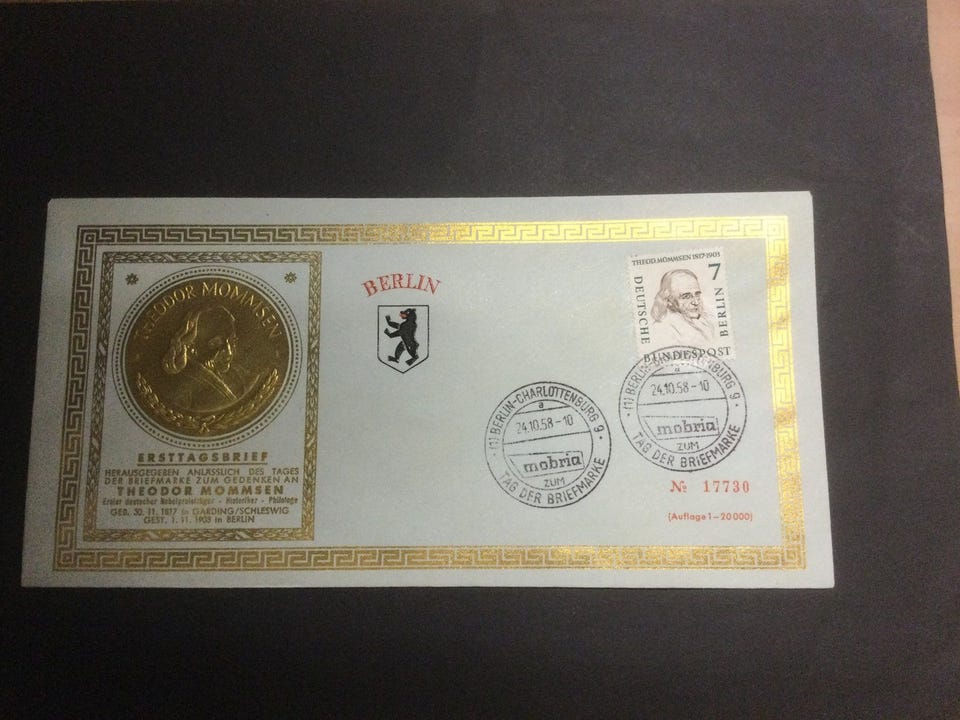 THEODOR MOMMSEN
ERSTTAGSBRIEF
HERAUSGEGEBEN ANLÄSSLICH DES TAGES
DER BRIEFMARKE ZUM GEDENKEN AN
THEODOR MOMMSEN
Erster deutscher Nobelpreisträger - Historiker - Philologe
GEB. 30. 11. 1817 in GARDING/SCHLESWIG
GEST. 1. 11. 1903 in BERLIN
BERLIN
THEOD. MOMMSEN 1817-1903
7
DEUTSCHE
BUNDESPOST
BERLIN
(1) BERLIN-CHARLOTTENBURG 9
a
24.10.58-10
mobria
ZUM
TAG DER BRIEFMARKE
(1) BERLIN-CHARLOTTENBURG 9
a
24.10.58-10
mobria
ZUM
TAG DER BRIEFMARKE
№ 17730
(Auflage 1-20000)